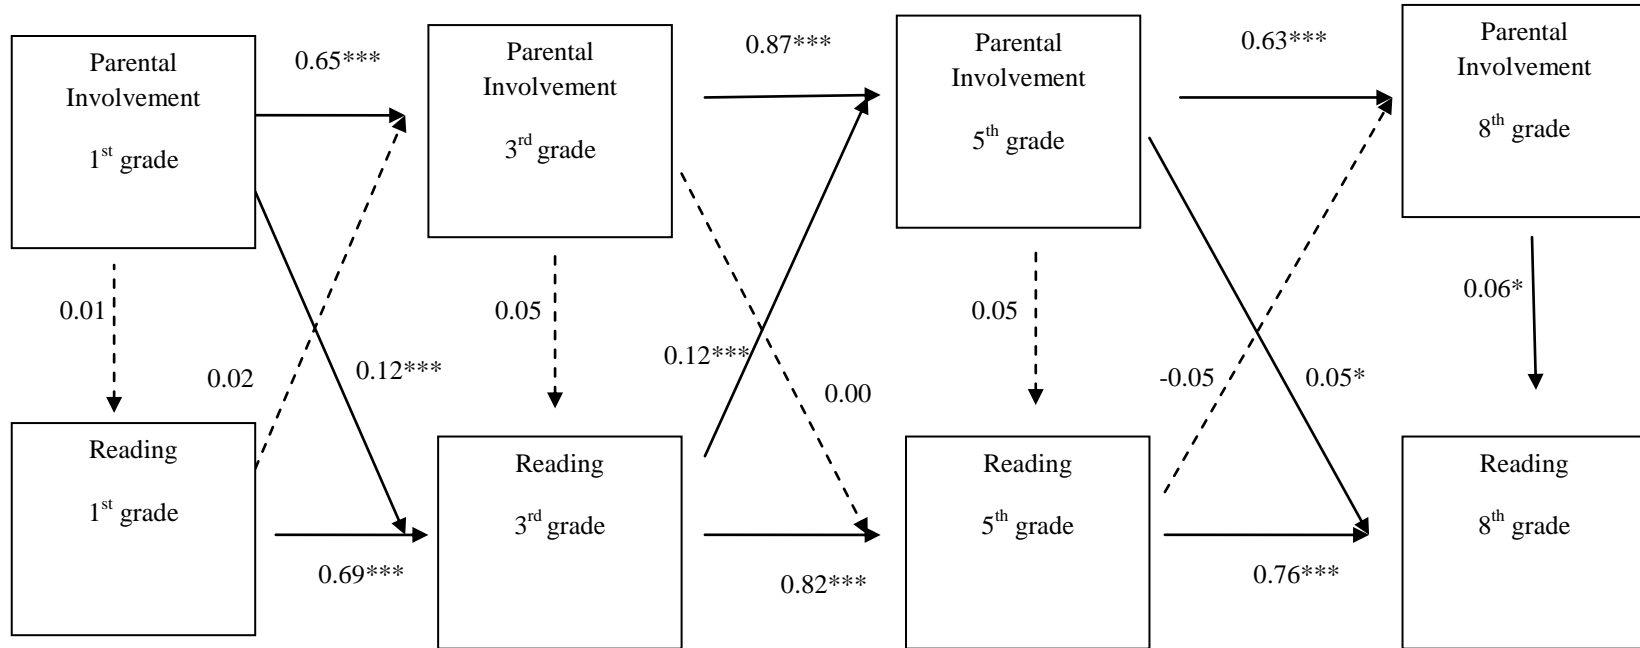 Parental
Involvement
1st grade
0.65***
Parental
Involvement
3rd grade
0.87***
Parental
Involvement
5th grade
0.63***
Parental
Involvement
8th grade
0.01
0.02
0.12***
0.05
0.12***
0.00
0.05
-0.05
0.05*
0.06*
Reading
1st grade
0.69***
Reading
3rd grade
0.82***
Reading
5th grade
0.76***
Reading
8th grade